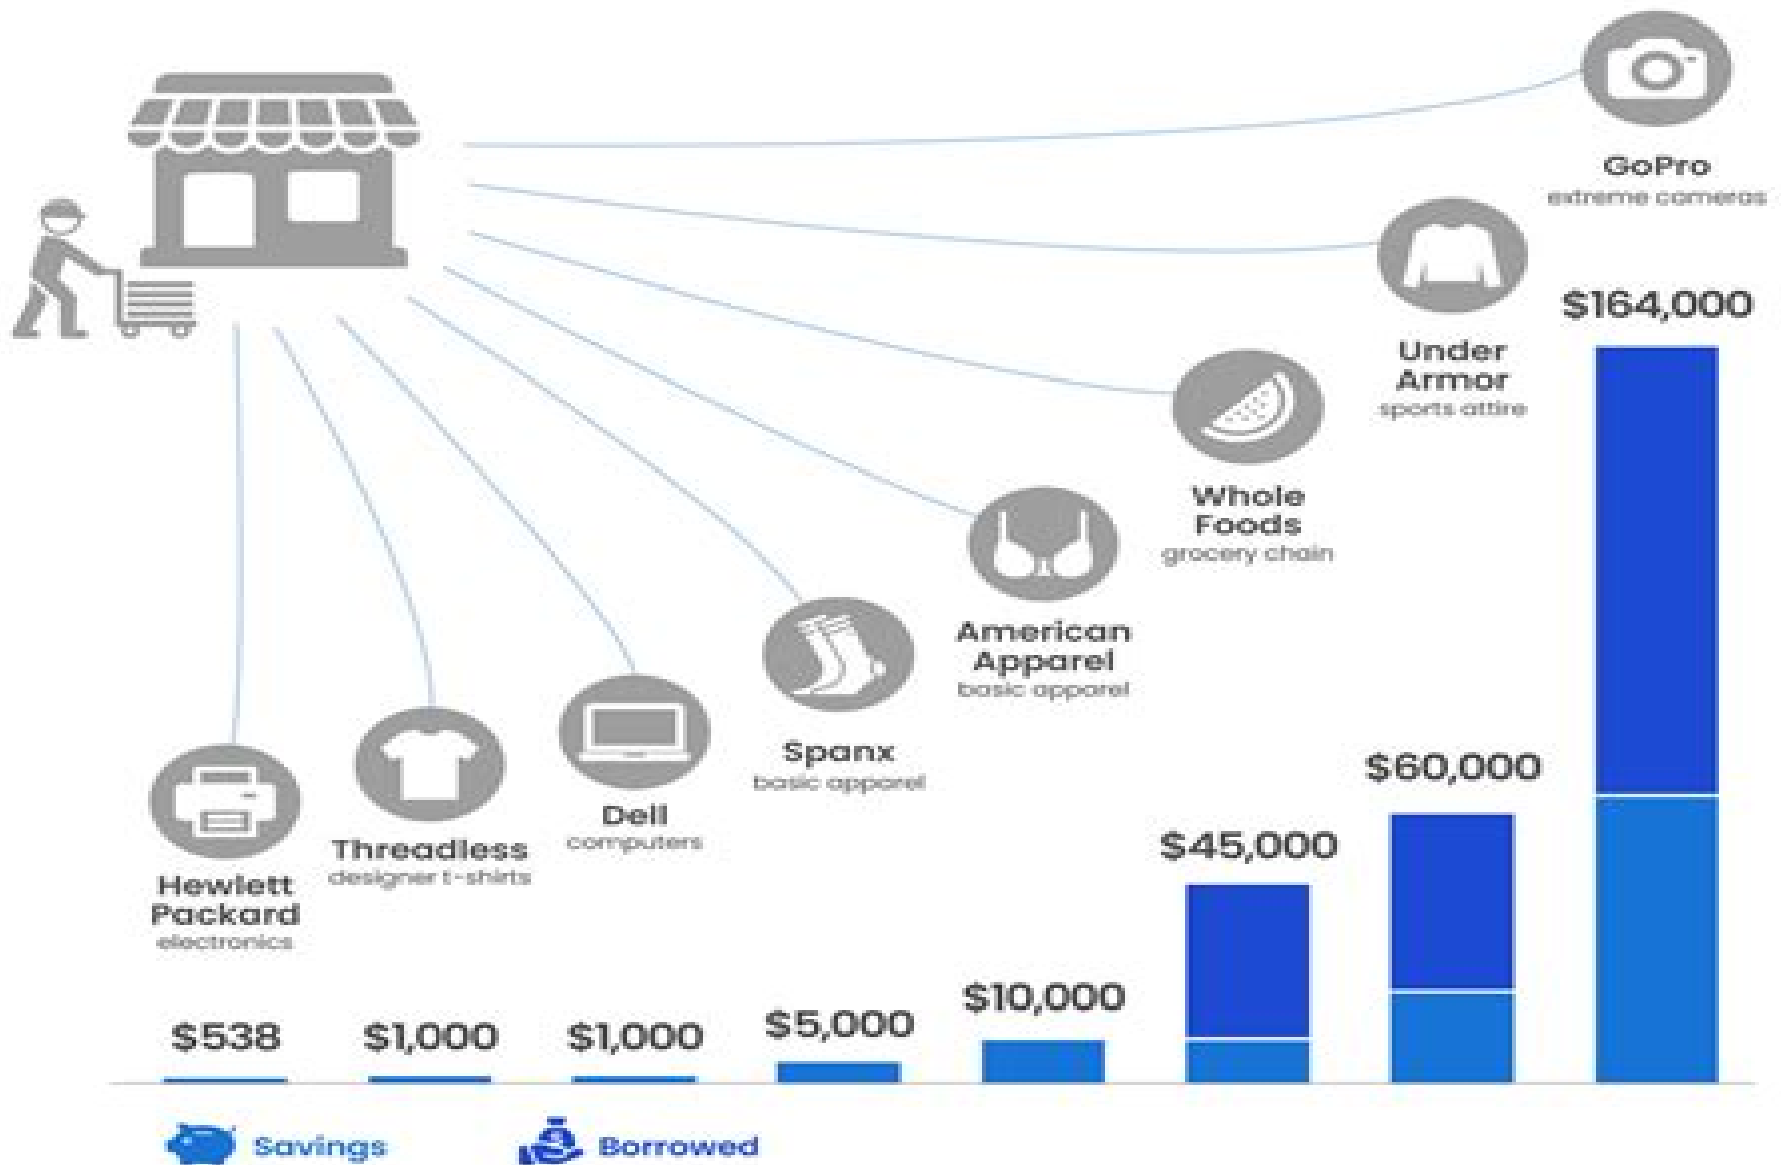 GoPro
extreme cameras
$164,000
Under
Armor
sports attire
$60,000
Whole
Foods
grocery chain
$45,000
American
Apparel
basic apparel
$10,000
Spanx
basic apparel
$5,000
Dell
computers
$1,000
Threadless
designer t-shirts
$1,000
Hewlett
Packard
electronics
$538
Savings
Borrowed